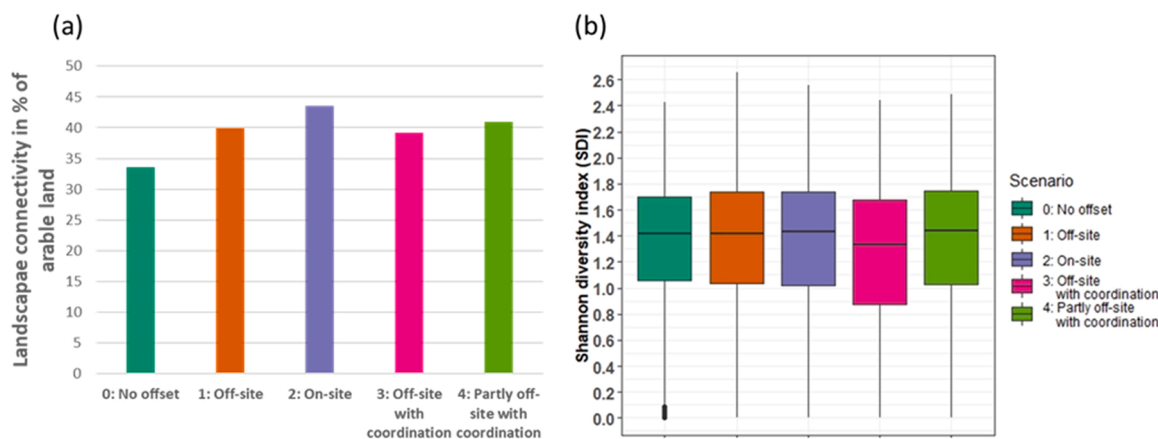 (a)
Landscapae connectivity in % of
arable land
50
45
40
35
30
25
20
15
10
5
0
0: No offset
1: Off-site
2: On-site
3: Off-site
with
coordination
4: Partly off-
site with
coordination
(b)
Shannon diversity index (SDI)
2.6
2.4
2.2
2.0
1.8
1.6
1.4
1.2
1.0
0.8
0.6
0.4
0.2
0.0
Scenario
0: No offset
1: Off-site
2: On-site
3: Off-site
with coordination
4: Partly off-site
with coordination